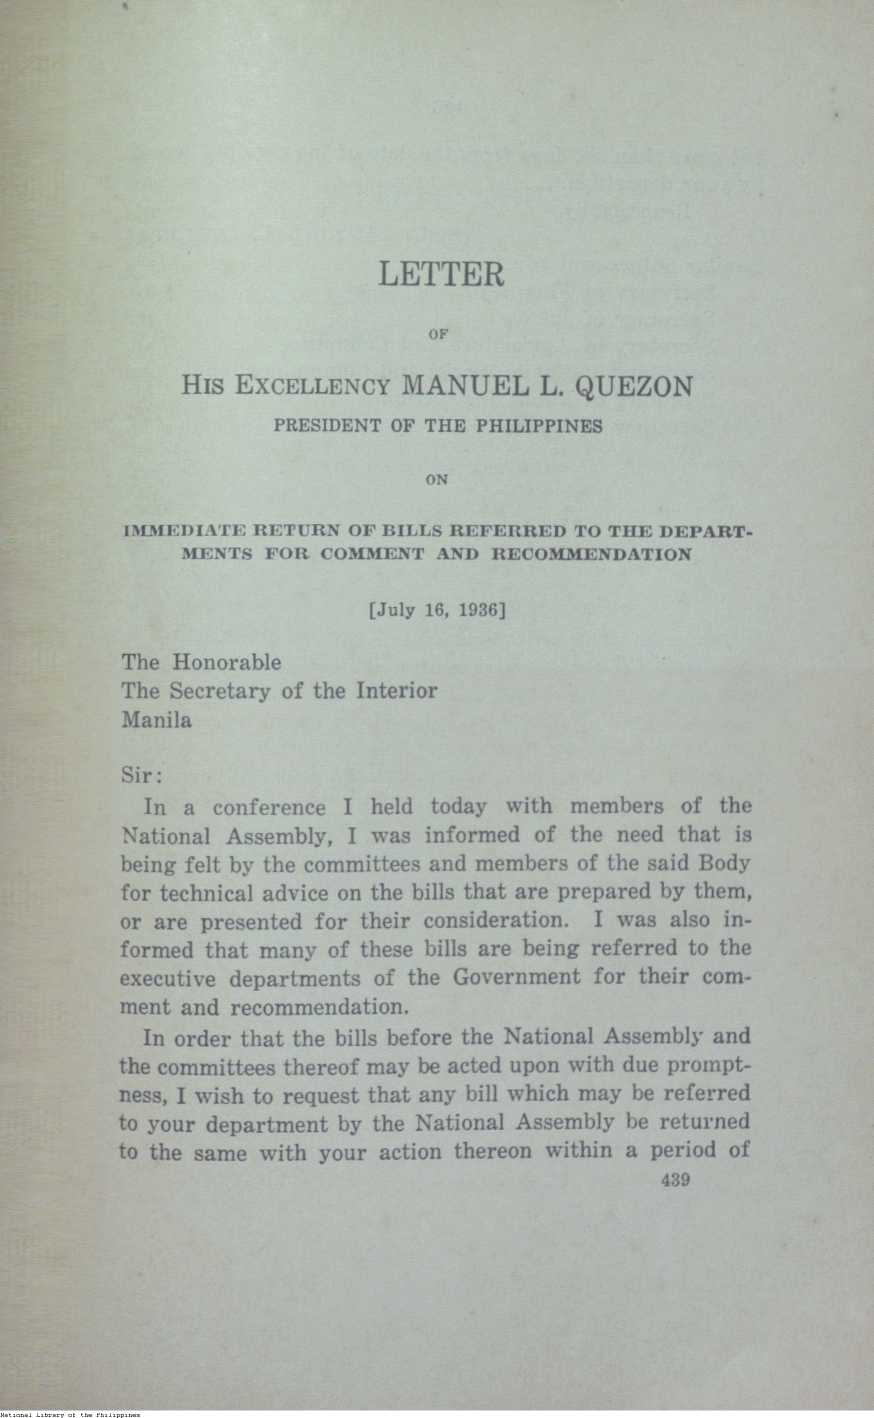 LETTER
OF
HIS EXCELLENCY MANUEL L. QUEZON
PRESIDENT OF THE PHILIPPINES
ON
IMMEDIATE RETURN OF BILLS REFERRED TO THE DEPART-
MENTS FOR COMMENT AND RECOMMENDATION
[July 16, 1936]
The Honorable
The Secretary of the Interior
Manila
Sir:
In a conference I held today with members of the
National Assembly, I was informed of the need that is
being felt by the committees and members of the said Body
for technical advice on the bills that are prepared by them,
or are presented for their consideration. I was also in-
formed that many of these bills are being referred to the
executive departments of the Government for their com-
ment and recommendation.
In order that the bills before the National Assembly and
the committees thereof may be acted upon with due prompt-
ness, I wish to request that any bill which may be referred
to your department by the National Assembly be returned
to the same with your action thereon within a period of
439
National Library of the Philippines